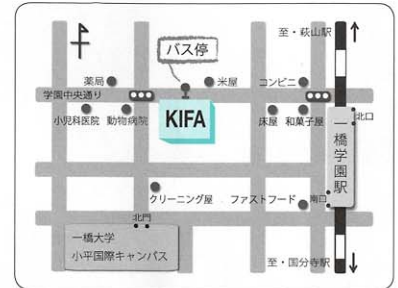 至・萩山駅
バス停
薬局
米屋
コンビニ
学園中央通り
小児科医院
動物病院
KIFA
床屋
和菓子屋
北口
一橋学園駅
クリーニング屋
ファストフード
南口
北門
一橋大学
小平国際キャンパス
至・国分寺駅